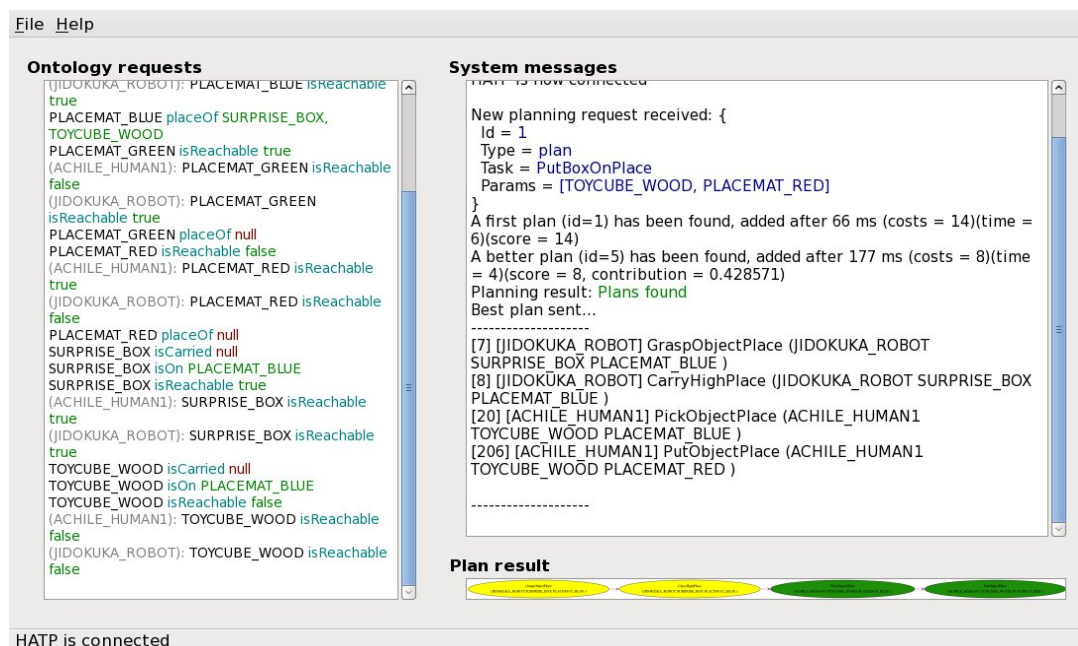 File Help
Ontology requests
(JIDOKUKA_ROBOT): PLACEMAT_BLUE isReachable
true
PLACEMAT_BLUE placeOf SURPRISE_BOX,
TOYCUBE_WOOD
PLACEMAT_GREEN isReachable true
(ACHILE_HUMAN1): PLACEMAT_GREEN isReachable
false
(JIDOKUKA_ROBOT): PLACEMAT_GREEN
isReachable true
PLACEMAT_GREEN placeOf null
PLACEMAT_RED isReachable false
(ACHILE_HUMAN1): PLACEMAT_RED isReachable
true
(JIDOKUKA_ROBOT): PLACEMAT_RED isReachable
false
PLACEMAT_RED placeOf null
SURPRISE_BOX isCarried null
SURPRISE_BOX isOn PLACEMAT_BLUE
SURPRISE_BOX isReachable true
(ACHILE_HUMAN1): SURPRISE_BOX isReachable
true
(JIDOKUKA_ROBOT): SURPRISE_BOX isReachable
true
TOYCUBE_WOOD isCarried null
TOYCUBE_WOOD isOn PLACEMAT_BLUE
TOYCUBE_WOOD isReachable false
(ACHILE_HUMAN1): TOYCUBE_WOOD isReachable
false
(JIDOKUKA_ROBOT): TOYCUBE_WOOD isReachable
false
System messages
HATP is now connected
New planning request received: {
Id = 1
Type = plan
Task = PutBoxOnPlace
Params = [TOYCUBE_WOOD, PLACEMAT_RED]
}
A first plan (id=1) has been found, added after 66 ms (costs = 14)(time =
6)(score = 14)
A better plan (id=5) has been found, added after 177 ms (costs = 8)(time
= 4)(score = 8, contribution = 0.428571)
Planning result: Plans found
Best plan sent...
--------------------
[7] [JIDOKUKA_ROBOT] GraspObjectPlace (JIDOKUKA_ROBOT
SURPRISE_BOX PLACEMAT_BLUE )
[8] [JIDOKUKA_ROBOT] CarryHighPlace (JIDOKUKA_ROBOT SURPRISE_BOX
PLACEMAT_BLUE )
[20] [ACHILE_HUMAN1] PickObjectPlace (ACHILE_HUMAN1
TOYCUBE_WOOD PLACEMAT_BLUE )
[206] [ACHILE_HUMAN1] PutObjectPlace (ACHILE_HUMAN1
TOYCUBE_WOOD PLACEMAT_RED )
--------------------
Plan result
HATP is connected